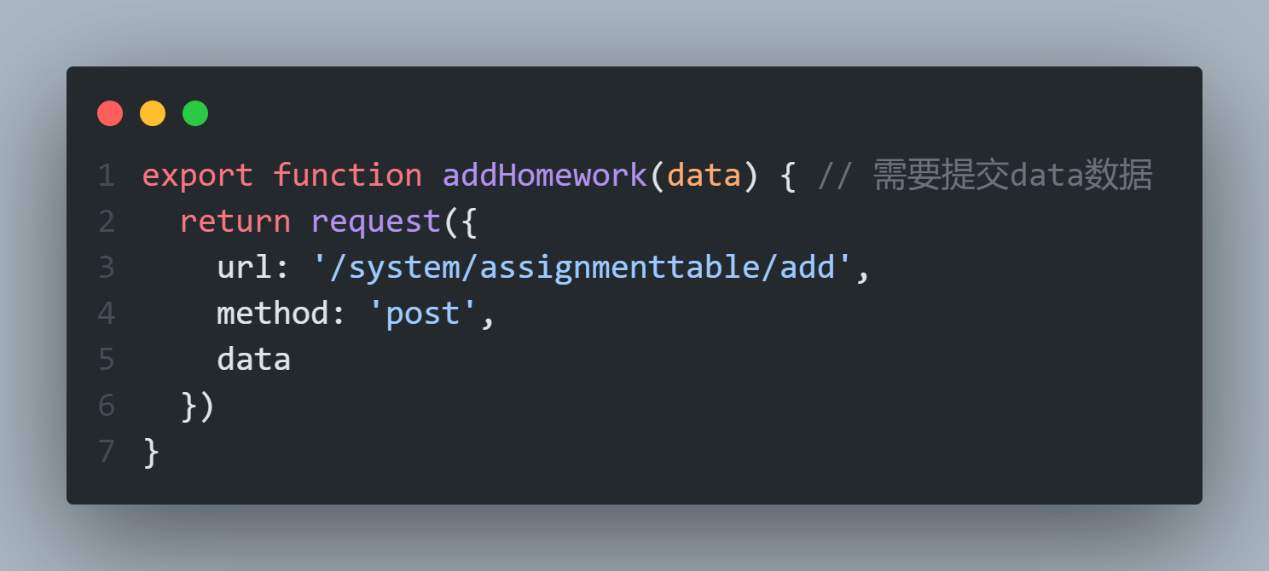 1 export function addHomework(data) { // 需要提交data数据
2   return request({
3     url: '/system/assignmenttable/add',
4     method: 'post',
5     data
6   })
7 }